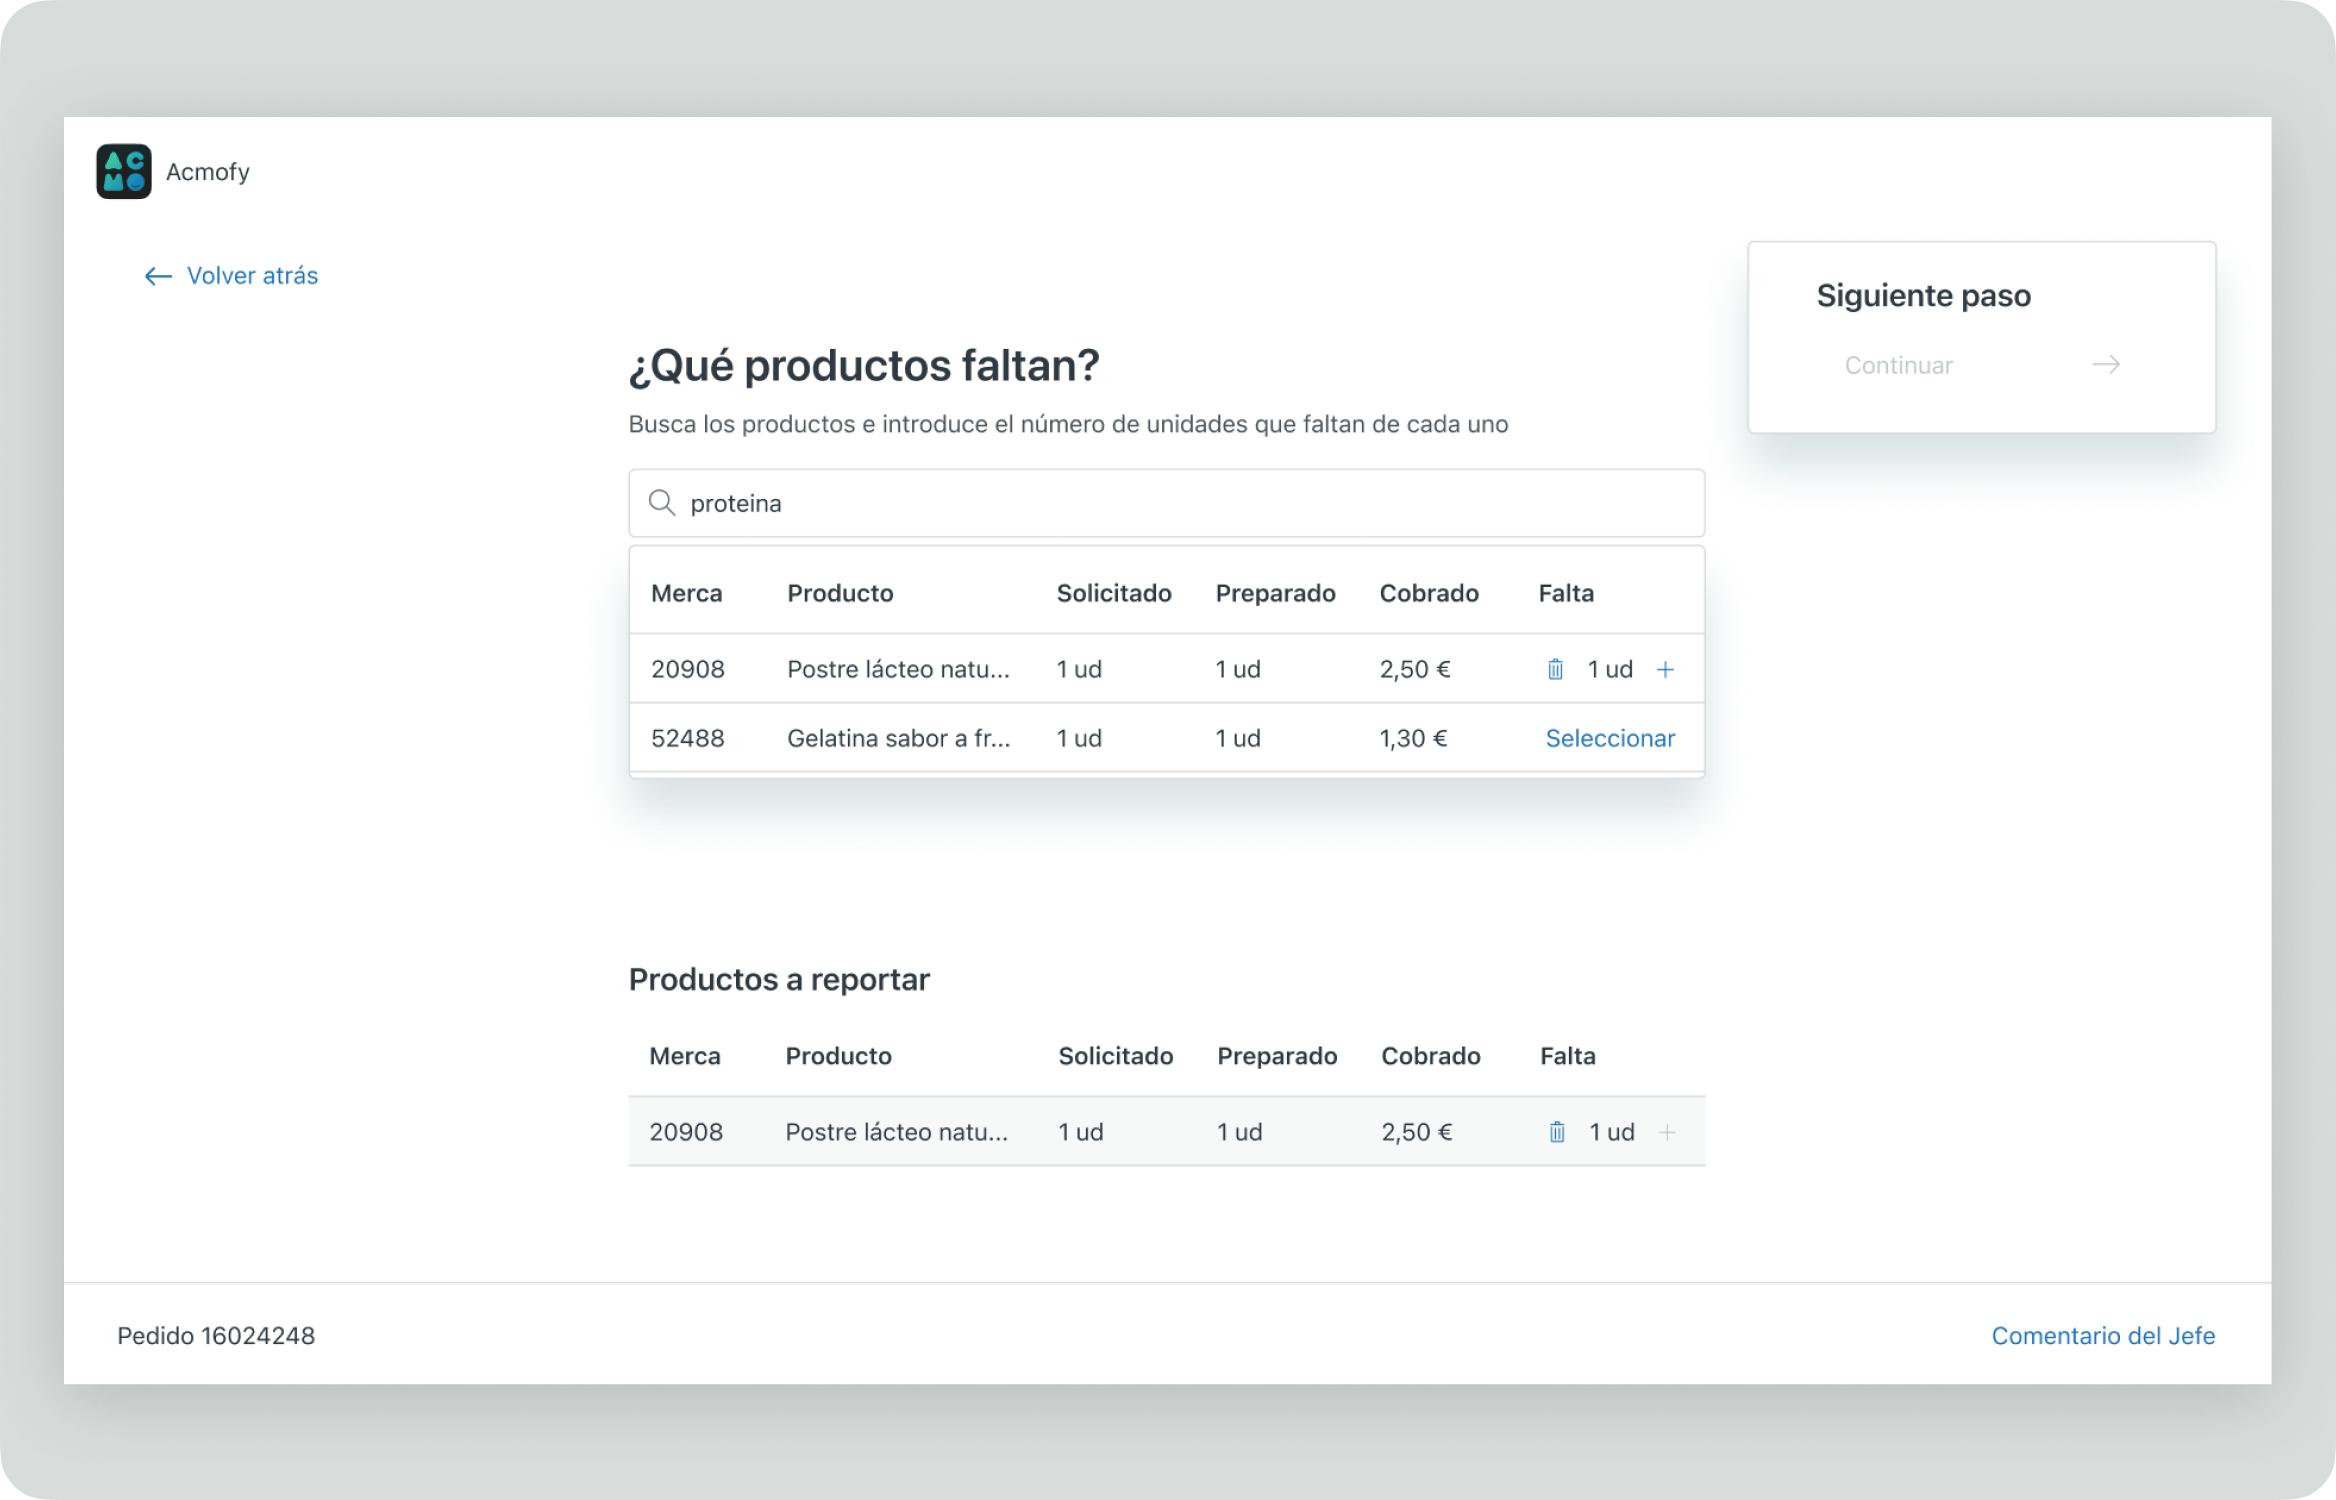 ACMO
Acmofy
Volver atrás
Siguiente paso
Continuar
¿Qué productos faltan?
Busca los productos e introduce el número de unidades que faltan de cada uno
proteina
Merca Producto Solicitado Preparado Cobrado Falta
20908 Postre lácteo natu... 1 ud 1 ud 2,50 € 1 ud +
52488 Gelatina sabor a fr... 1 ud 1 ud 1,30 € Seleccionar
Productos a reportar
Merca Producto Solicitado Preparado Cobrado Falta
20908 Postre lácteo natu... 1 ud 1 ud 2,50 € 1 ud +
Pedido 16024248 Comentario del Jefe